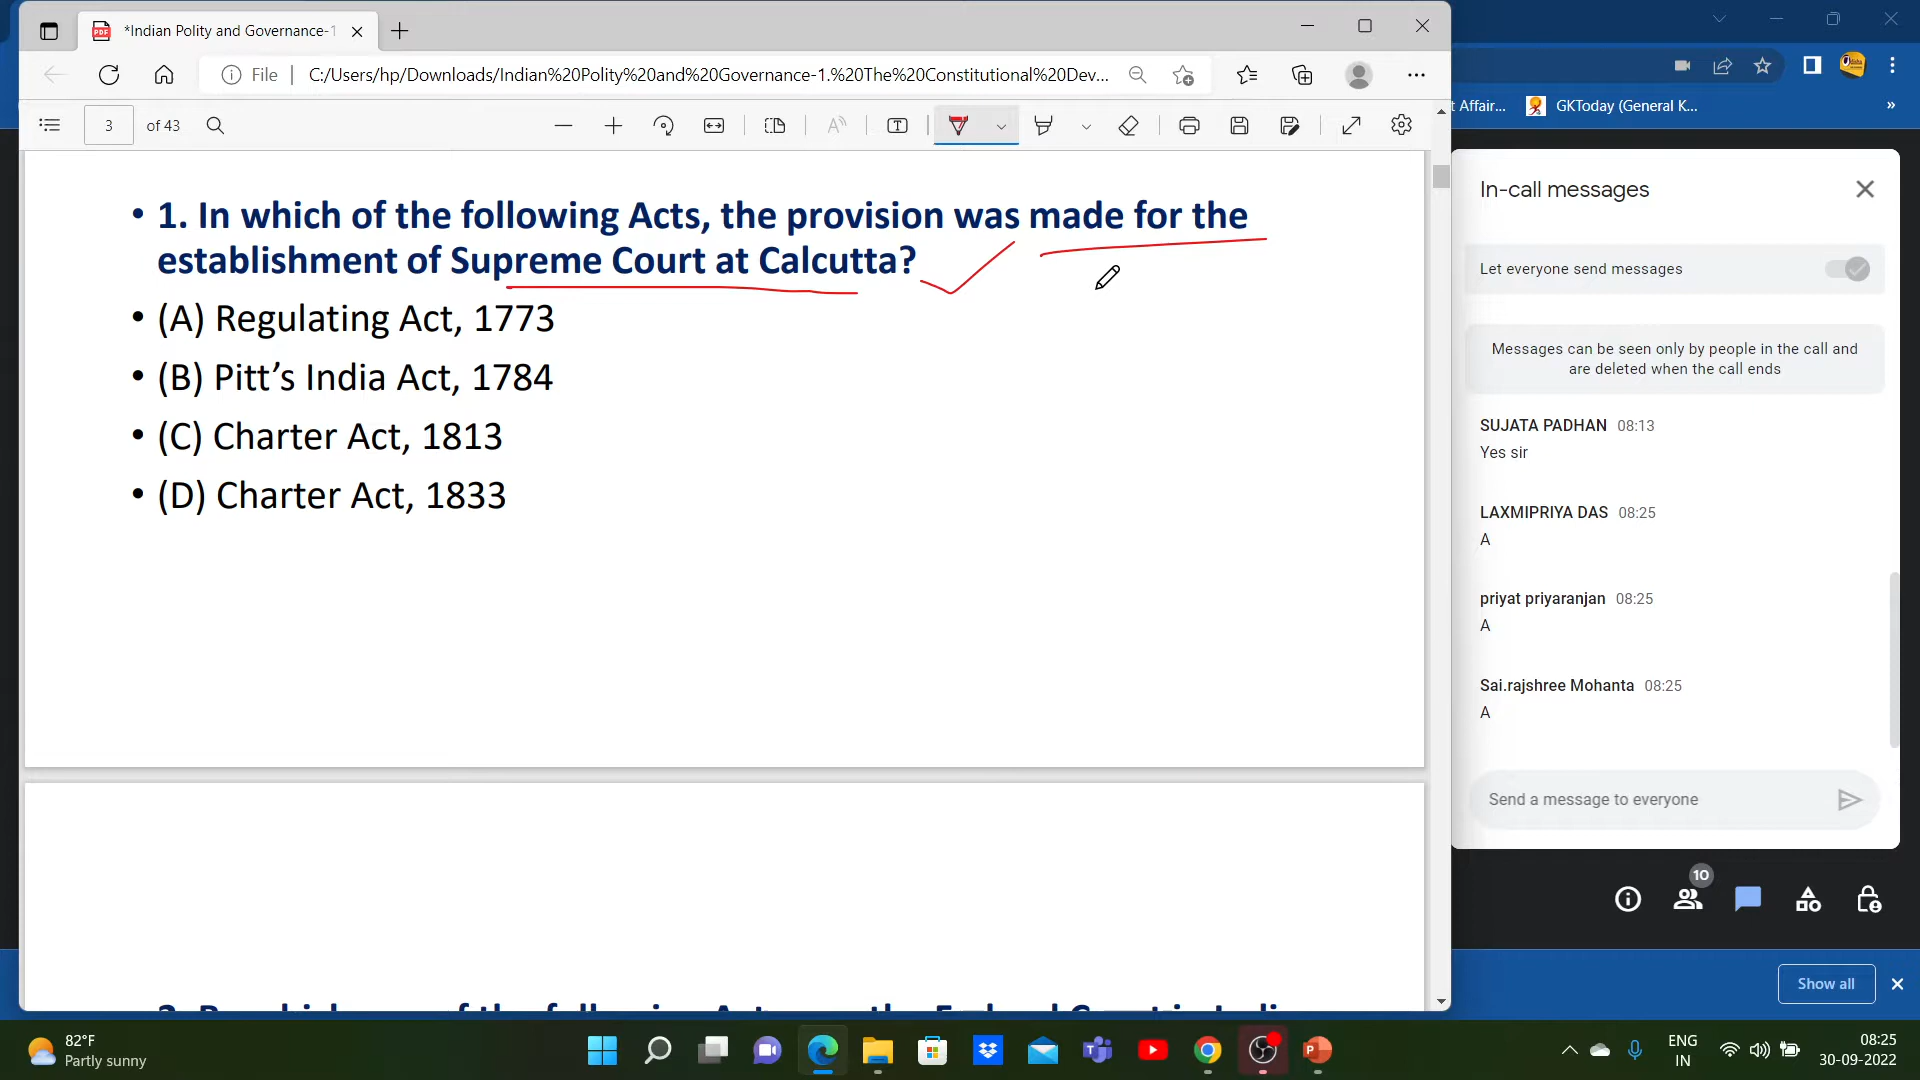 *Indian Polity and Governance-1
File
C:/Users/hp/Downloads/Indian%20Polity%20and%20Governance-1.%20The%20Constitutional%20Dev...
3 of 43
• 1. In which of the following Acts, the provision was made for the
establishment of Supreme Court at Calcutta?
• (A) Regulating Act, 1773
• (B) Pitt’s India Act, 1784
• (C) Charter Act, 1813
• (D) Charter Act, 1833
t Affair...
GKToday (General K...
In-call messages
Let everyone send messages
Messages can be seen only by people in the call and
are deleted when the call ends
SUJATA PADHAN 08:13
Yes sir
LAXMIPRIYA DAS 08:25
A
priyat priyaranjan 08:25
A
Sai.rajshree Mohanta 08:25
A
Send a message to everyone
10
Show all
82°F
Partly sunny
ENG
IN
08:25
30-09-2022